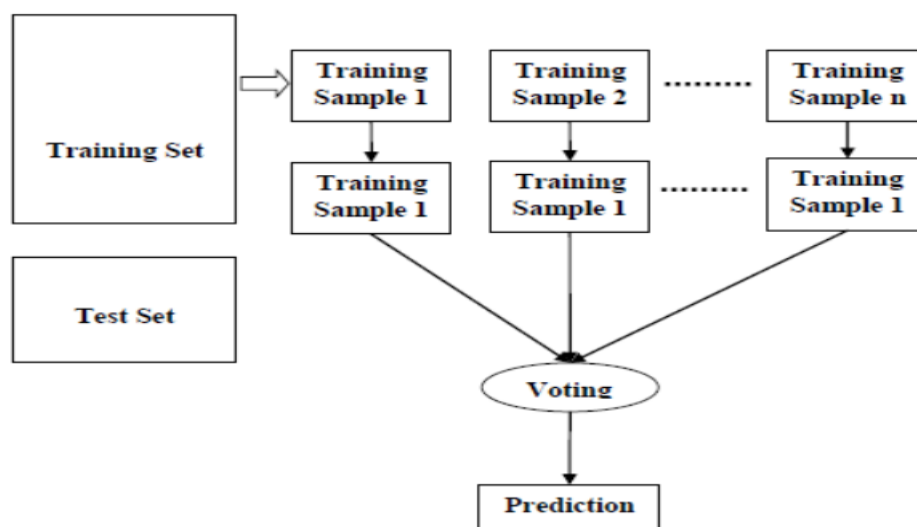 Training Set
Training
Sample 1
Training
Sample 2
Training
Sample n
Training
Sample 1
Training
Sample 1
Training
Sample 1
Test Set
Voting
Prediction